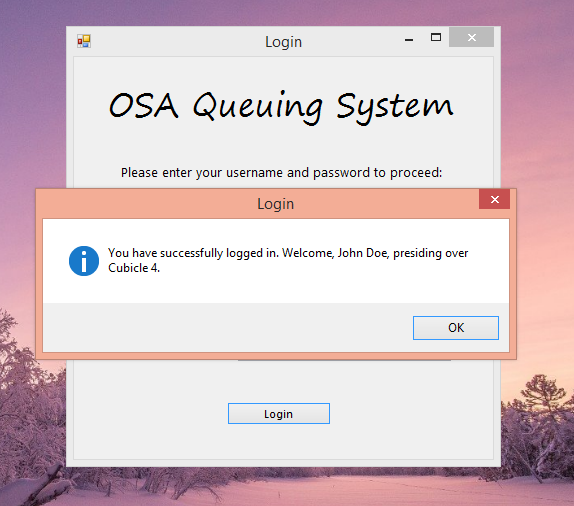 Login
OSA Queuing System
Please enter your username and password to proceed:
Login
You have successfully logged in. Welcome, John Doe, presiding over
Cubicle 4.
OK
Login